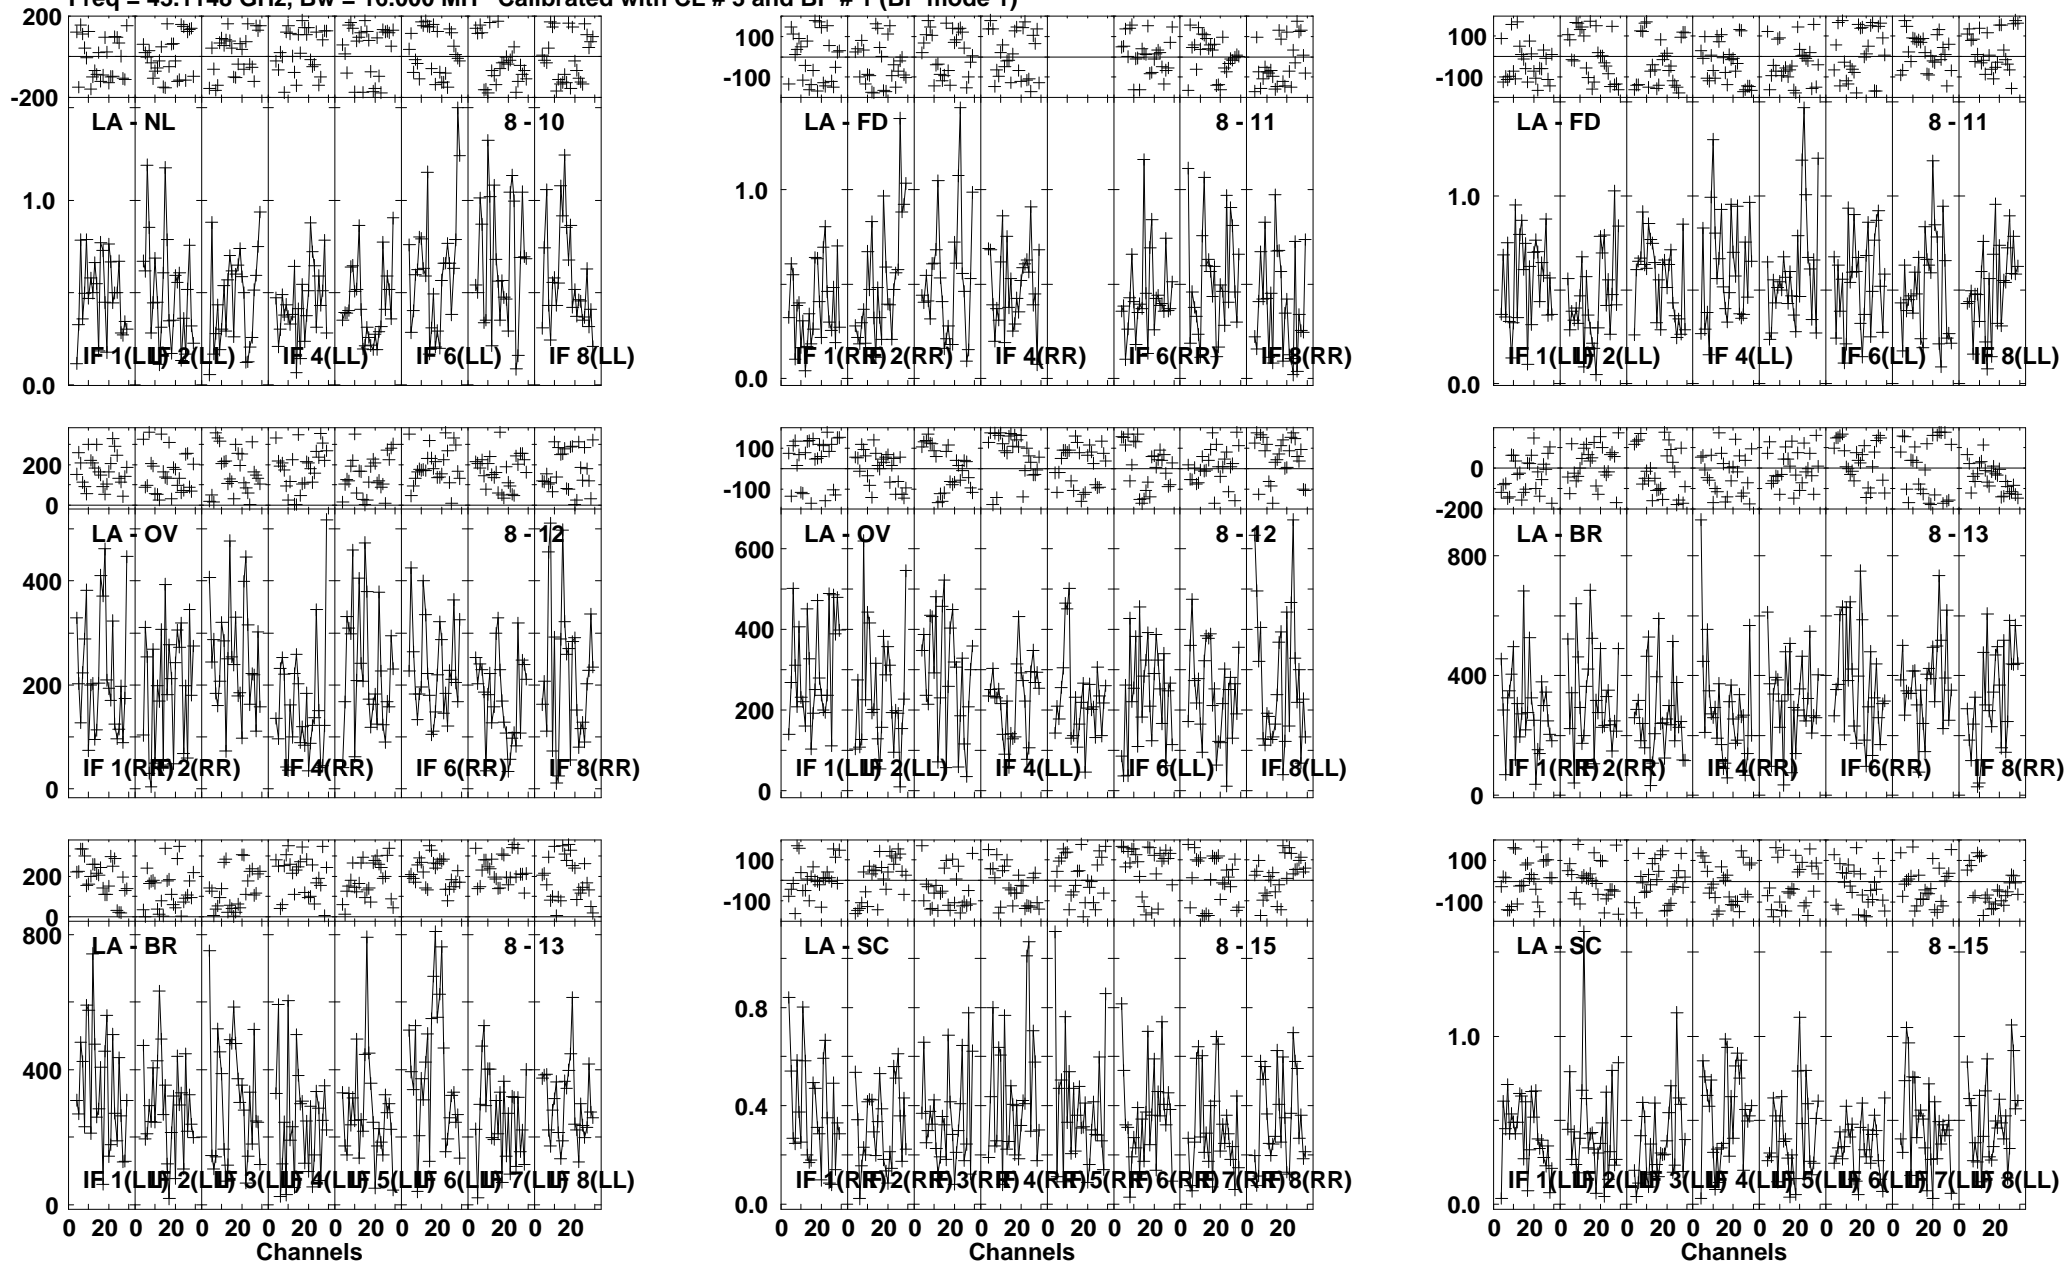 Freq = 43.1148 GHz, Bw = 16.000 MH Calibrated with CL # 3 and BP # 1 (BP mode 1)
200
-200
100
-100
100
-100
LA - NL 8 - 10
LA - FD 8 - 11
LA - FD 8 - 11
1.0
1.0
1.0
IF 1(LL) IF 2(LL) IF 4(LL) IF 6(LL) IF 8(LL)
IF 1(RR) IF 2(RR) IF 4(RR) IF 6(RR) IF 8(RR)
IF 1(LL) IF 2(LL) IF 4(LL) IF 6(LL) IF 8(LL)
0.0
0.0
0.0
200
0
100
-100
0
-200
LA - OV 8 - 12
LA - OV 8 - 12
LA - BR 8 - 13
400
200
0
600
400
200
0
800
400
0
IF 1(RR) IF 2(RR) IF 4(RR) IF 6(RR) IF 8(RR)
IF 1(LL) IF 2(LL) IF 4(LL) IF 6(LL) IF 8(LL)
IF 1(RR) IF 2(RR) IF 4(RR) IF 6(RR) IF 8(RR)
200
0
100
-100
100
-100
LA - BR 8 - 13
LA - SC 8 - 15
LA - SC 8 - 15
800
400
0
0.8
0.4
0.0
1.0
0.0
IF 1(LL) IF 2(LL) IF 3(LL) IF 4(LL) IF 5(LL) IF 6(LL) IF 7(LL) IF 8(LL)
IF 1(RR) IF 2(RR) IF 3(RR) IF 4(RR) IF 5(RR) IF 6(RR) IF 7(RR) IF 8(RR)
IF 1(LL) IF 2(LL) IF 3(LL) IF 4(LL) IF 5(LL) IF 6(LL) IF 7(LL) IF 8(LL)
0 20 0 20 0 20 0 20 0 20 0 20 0 20 0 20
0 20 0 20 0 20 0 20 0 20 0 20 0 20 0 20
0 20 0 20 0 20 0 20 0 20 0 20 0 20 0 20
Channels
Channels
Channels